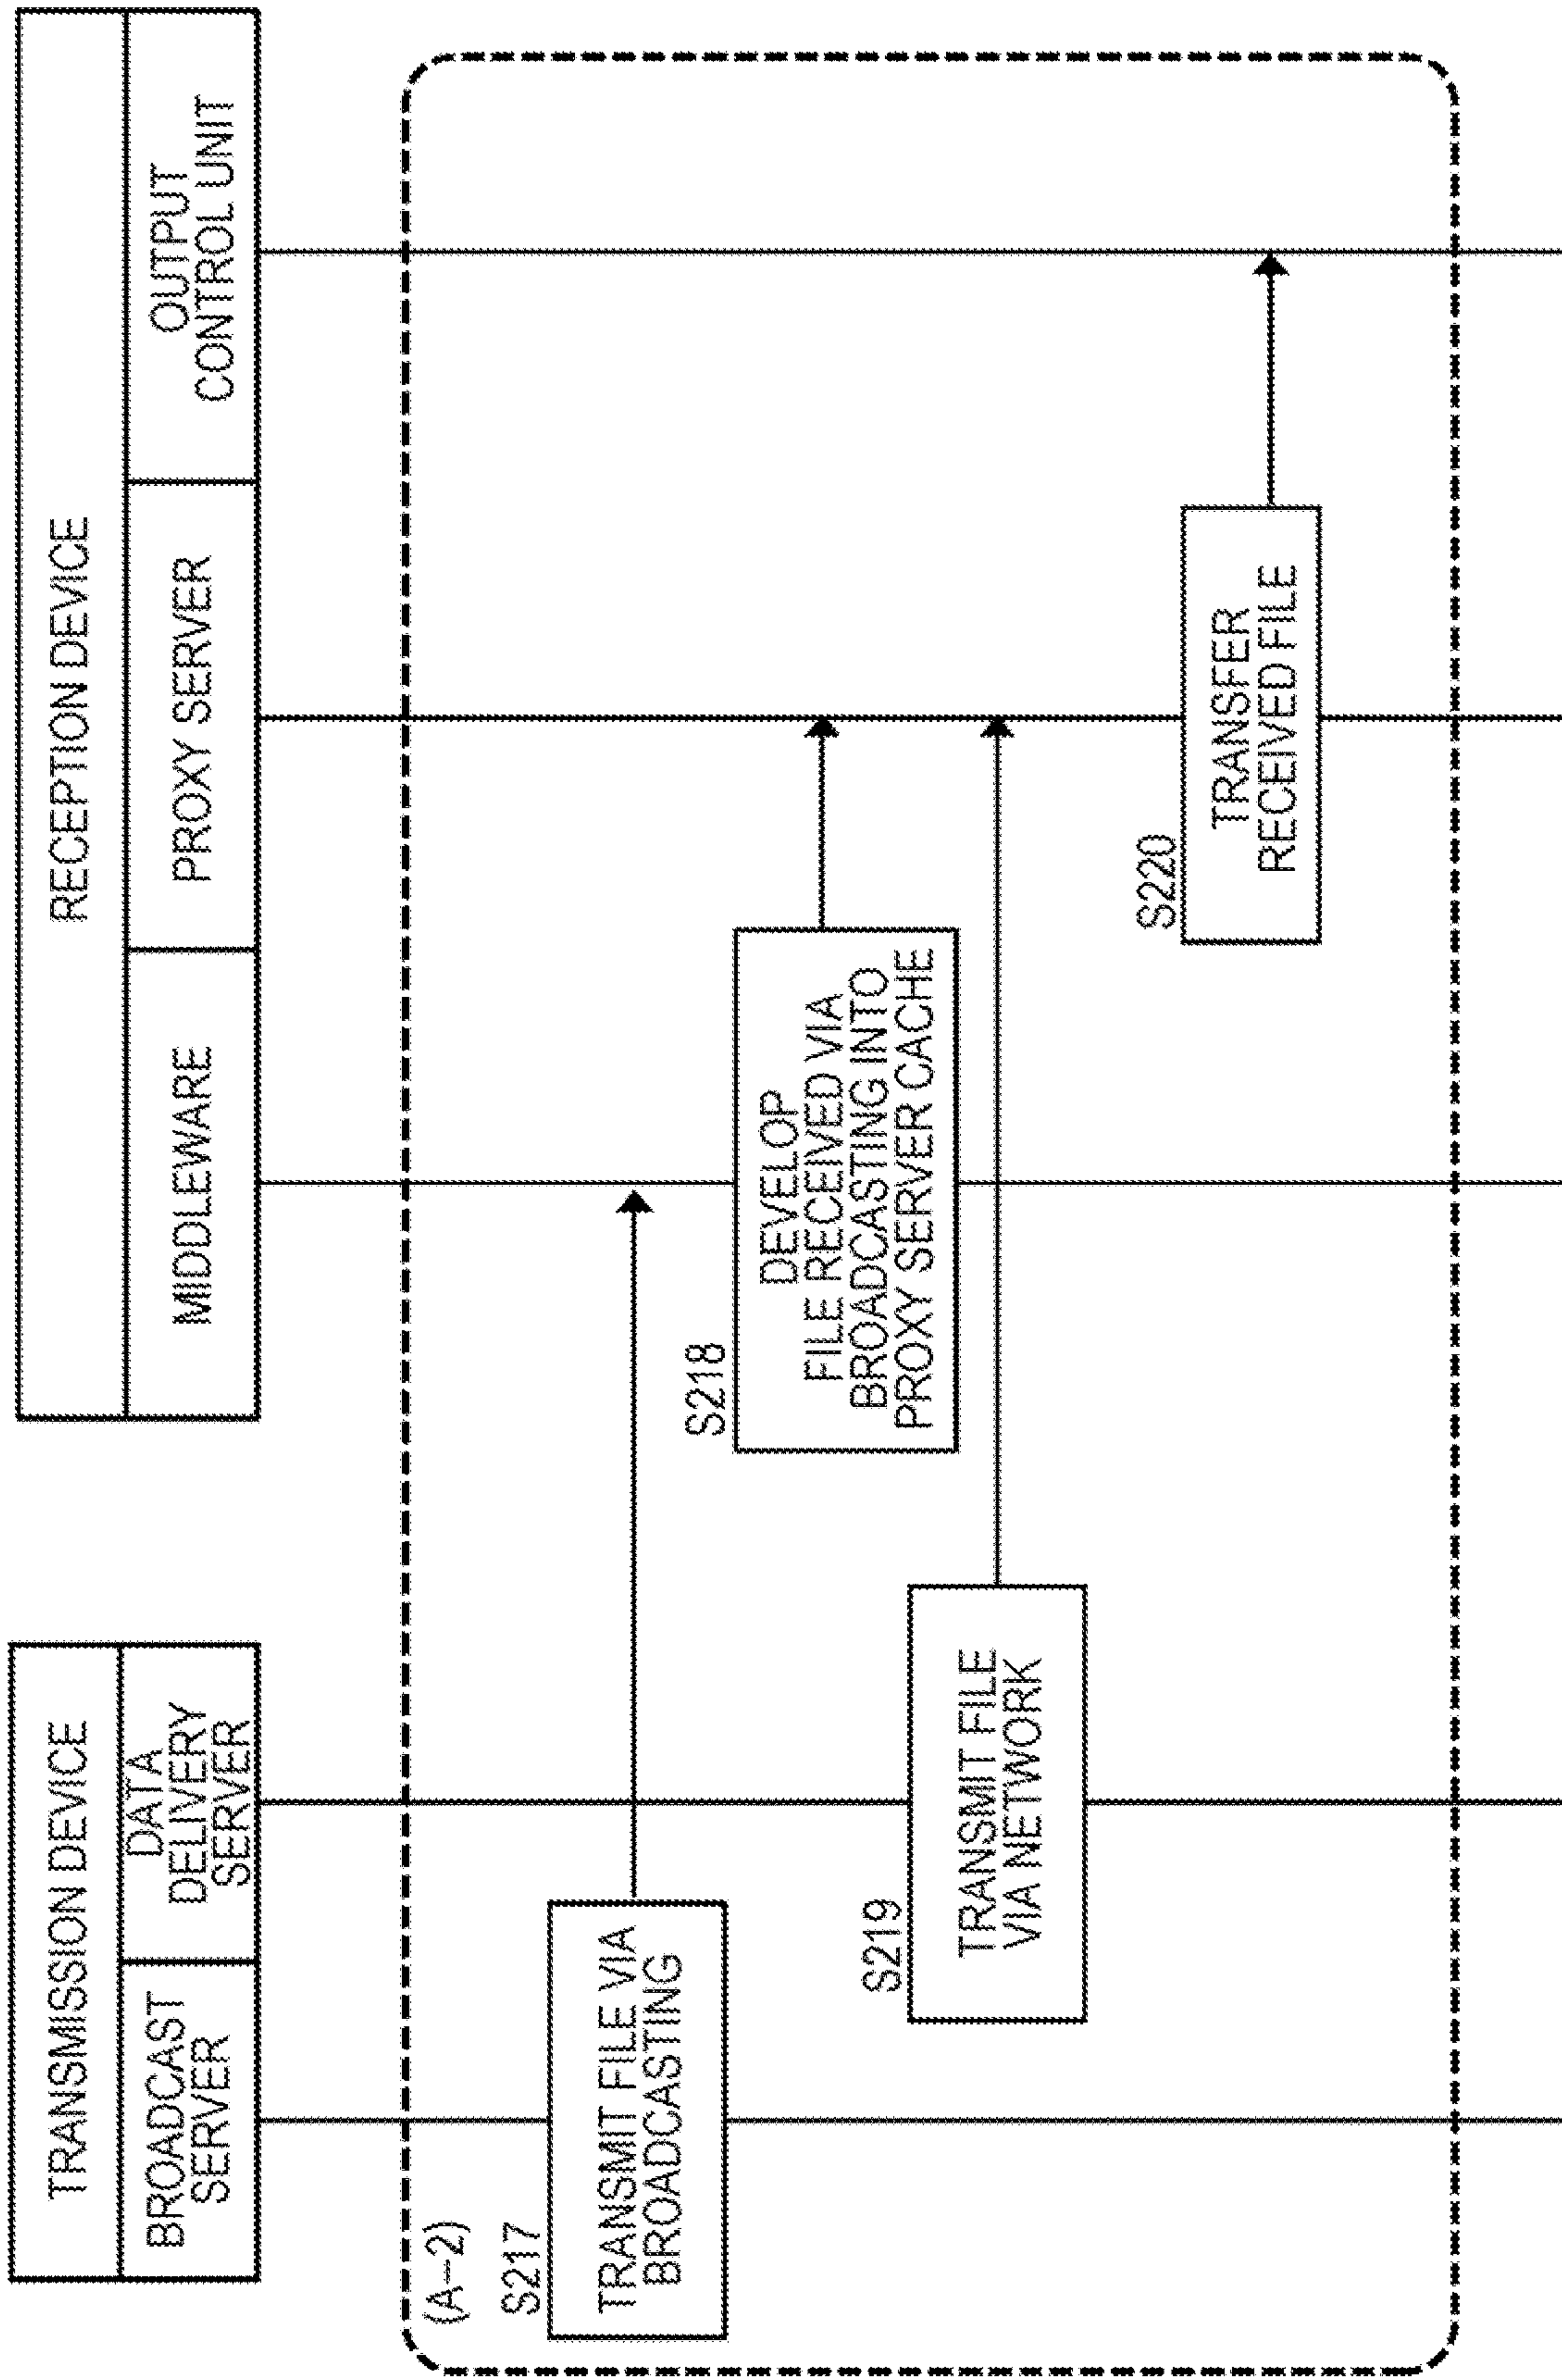 TRANSMISSION DEVICE
RECEPTION DEVICE
BROADCAST
SERVER
DATA
DELIVERY
SERVER
MIDDLEWARE
PROXY SERVER
OUTPUT
CONTROL UNIT
(A-2)
S217
TRANSMIT FILE VIA
BROADCASTING
S218
DEVELOP
FILE RECEIVED VIA
BROADCASTING INTO
PROXY SERVER CACHE
S219
TRANSMIT FILE
VIA NETWORK
S220
TRANSFER
RECEIVED FILE